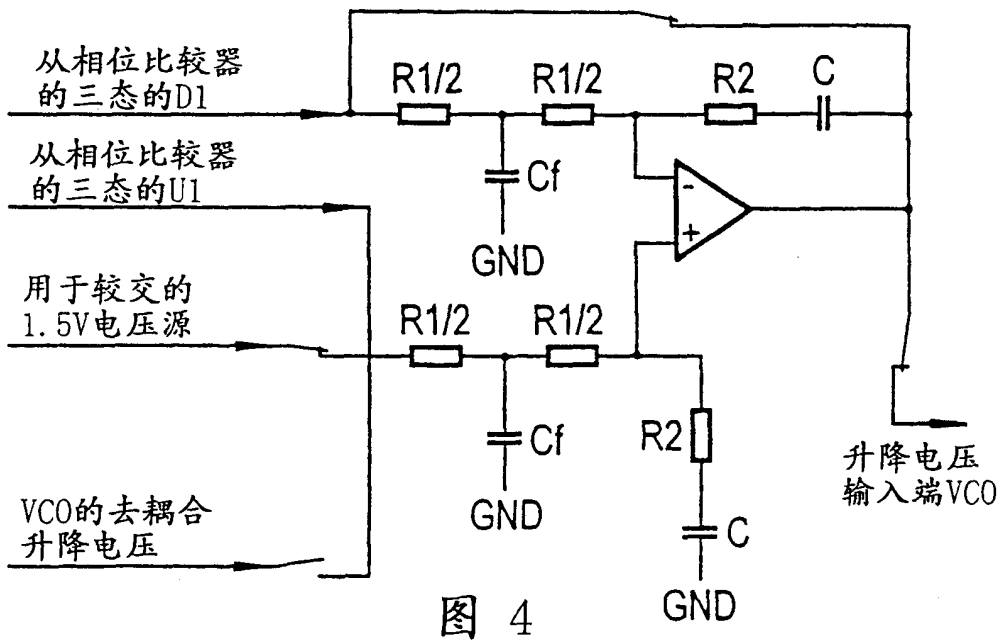 从相位比较器
的三态的D1
R1/2
R1/2
R2
C
从相位比较器
的三态的U1
Cf
-
+
GND
用于较交的
1.5V电压源
R1/2
R1/2
Cf
R2
GND
C
GND
升降电压
输入端VCO
VCO的去耦合
升降电压
图 4